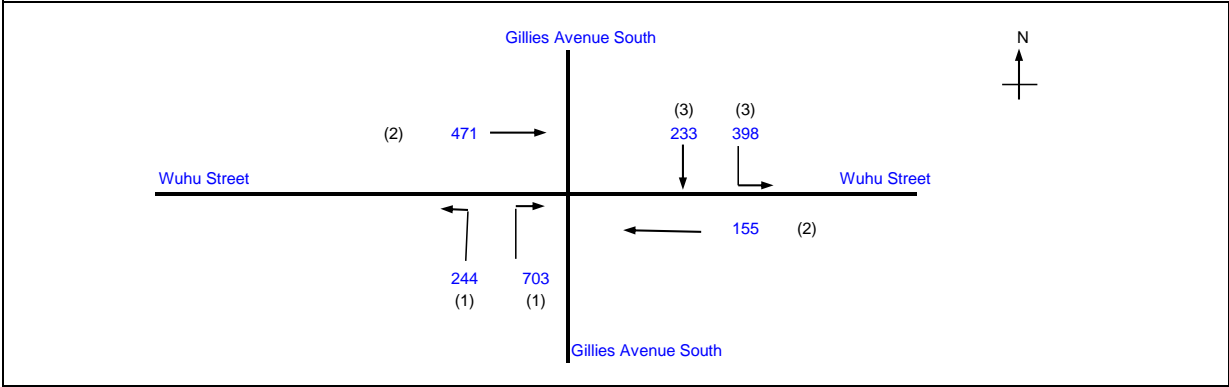 Gillies Avenue South
N
(3) (3)
(2) 471 233 398
Wuhu Street Wuhu Street
155 (2)
244 703
(1) (1)
Gillies Avenue South